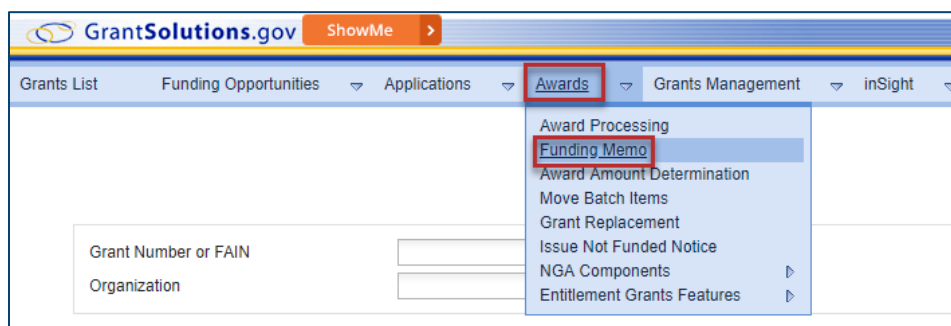 GrantSolutions.gov ShowMe >
Grants List Funding Opportunities Applications Awards Grants Management inSight
Award Processing
Funding Memo
Award Amount Determination
Move Batch Items
Grant Replacement
Issue Not Funded Notice
NGA Components
Entitlement Grants Features
Grant Number or FAIN
Organization